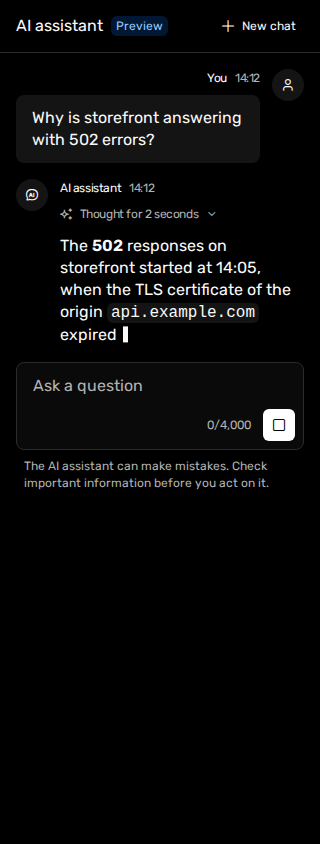 AI assistant Preview New chat
You 14:12
Why is storefront answering
with 502 errors?
AI
AI assistant 14:12
Thought for 2 seconds
The 502 responses on
storefront started at 14:05,
when the TLS certificate of the
origin api.example.com
expired
Ask a question
0/4,000
The AI assistant can make mistakes. Check
important information before you act on it.